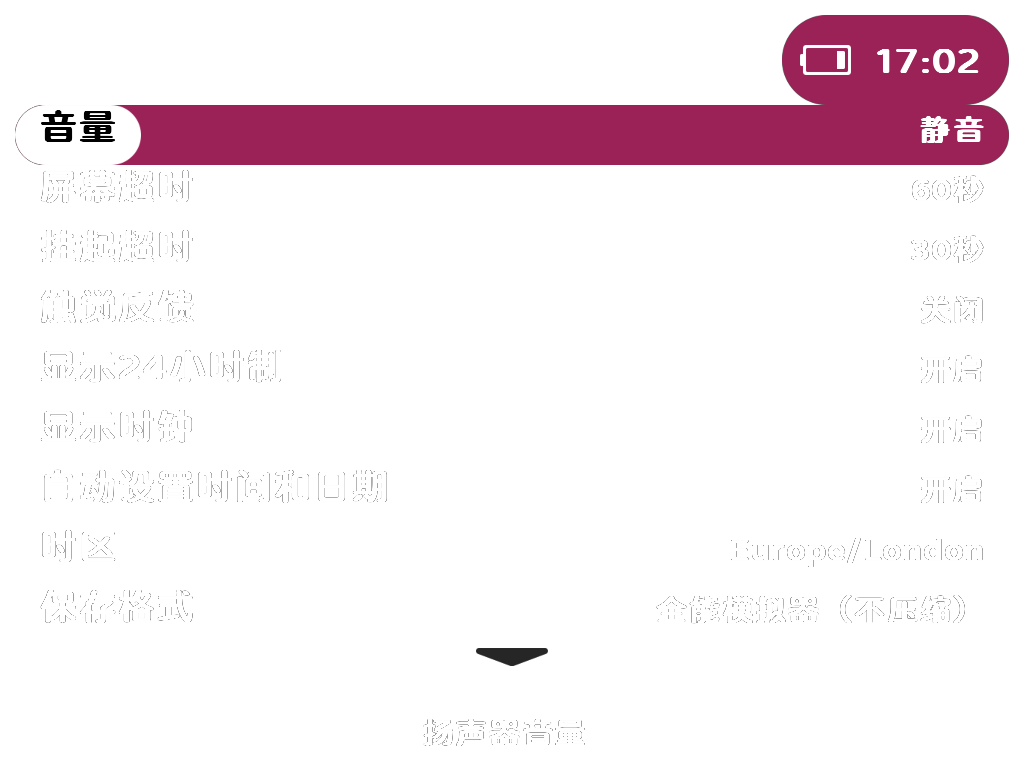 17:02
音量 静音
屏幕超时 60秒
挂起超时 30秒
触觉反馈 关闭
显示24小时制 开启
显示时钟 开启
自动设置时间和日期 开启
时区 Europe/London
保存格式 全能模拟器（不压缩）
扬声器音量